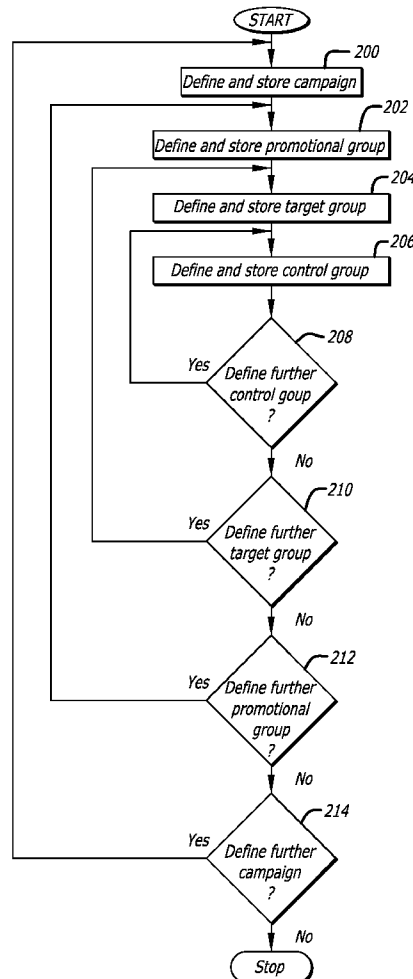 START
200
Define and store campaign
202
Define and store promotional group
204
Define and store target group
206
Define and store control group
208
Yes
Define further
control goup
?
No
210
Yes
Define further
target group
?
No
212
Yes
Define further
promotional
group
?
No
214
Yes
Define further
campaign
?
No
Stop